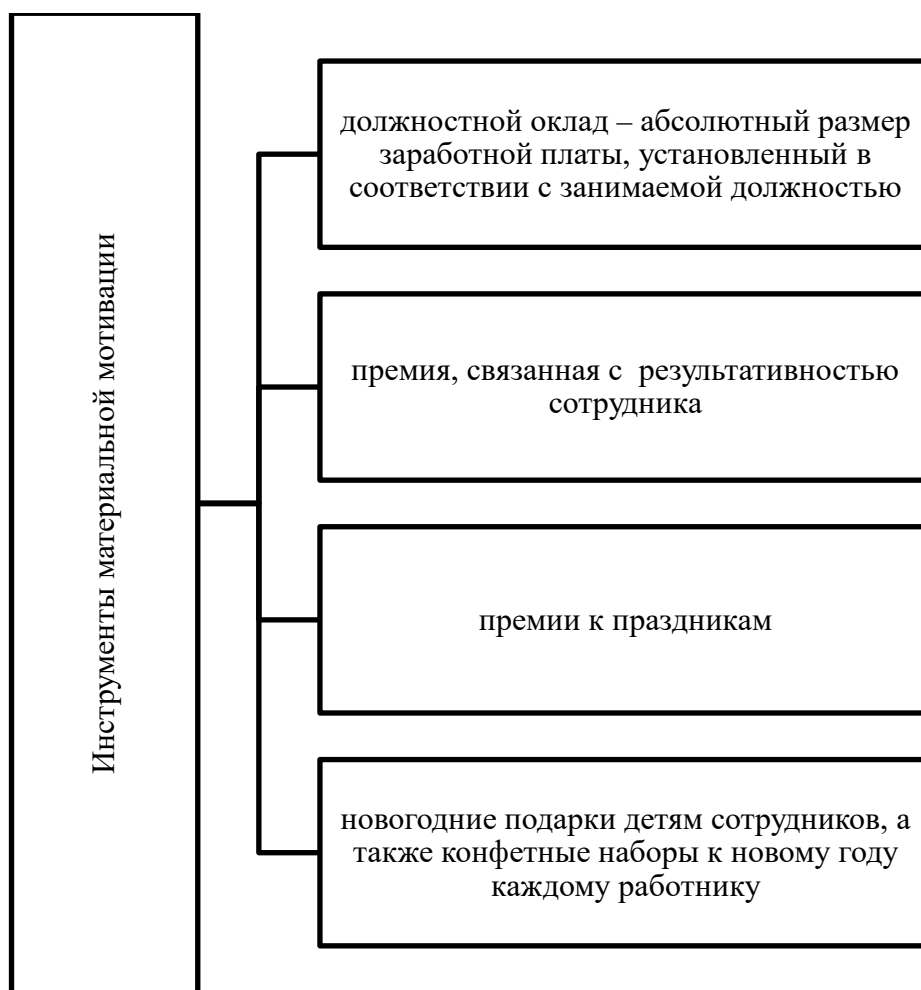 Инструменты материальной мотивации
должностной оклад – абсолютный размер
заработной платы, установленный в
соответствии с занимаемой должностью
премия, связанная с  результативностью
сотрудника
премии к праздникам
новогодние подарки детям сотрудников, а
также конфетные наборы к новому году
каждому работнику